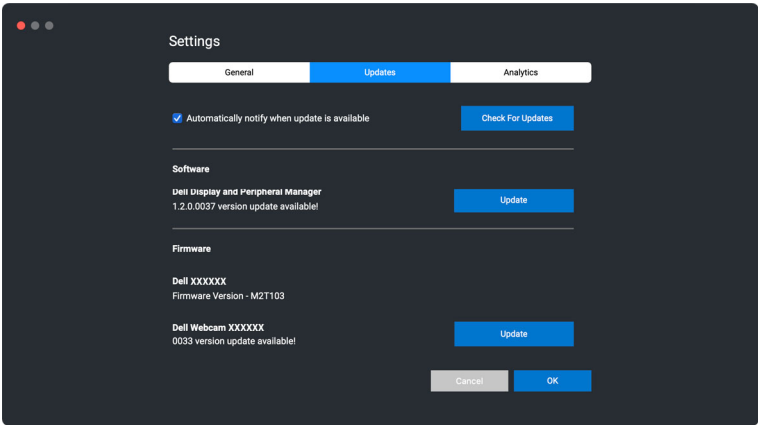 Settings
General
Updates
Analytics
Automatically notify when update is available
Check For Updates
Software
Dell Display and Peripheral Manager
1.2.0.0037 version update available!
Update
Firmware
Dell XXXXXX
Firmware Version - M2T103
Dell Webcam XXXXXX
0033 version update available!
Update
Cancel
OK